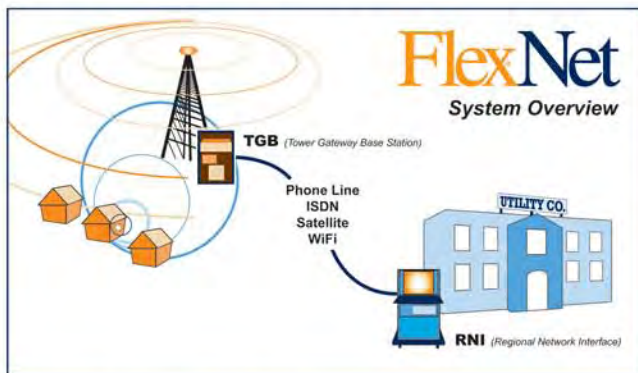 FlexNet
System Overview
TGB (Tower Gateway Base Station)
Phone Line
ISDN
Satellite
WiFi
UTILITY CO.
RNI (Regional Network Interface)